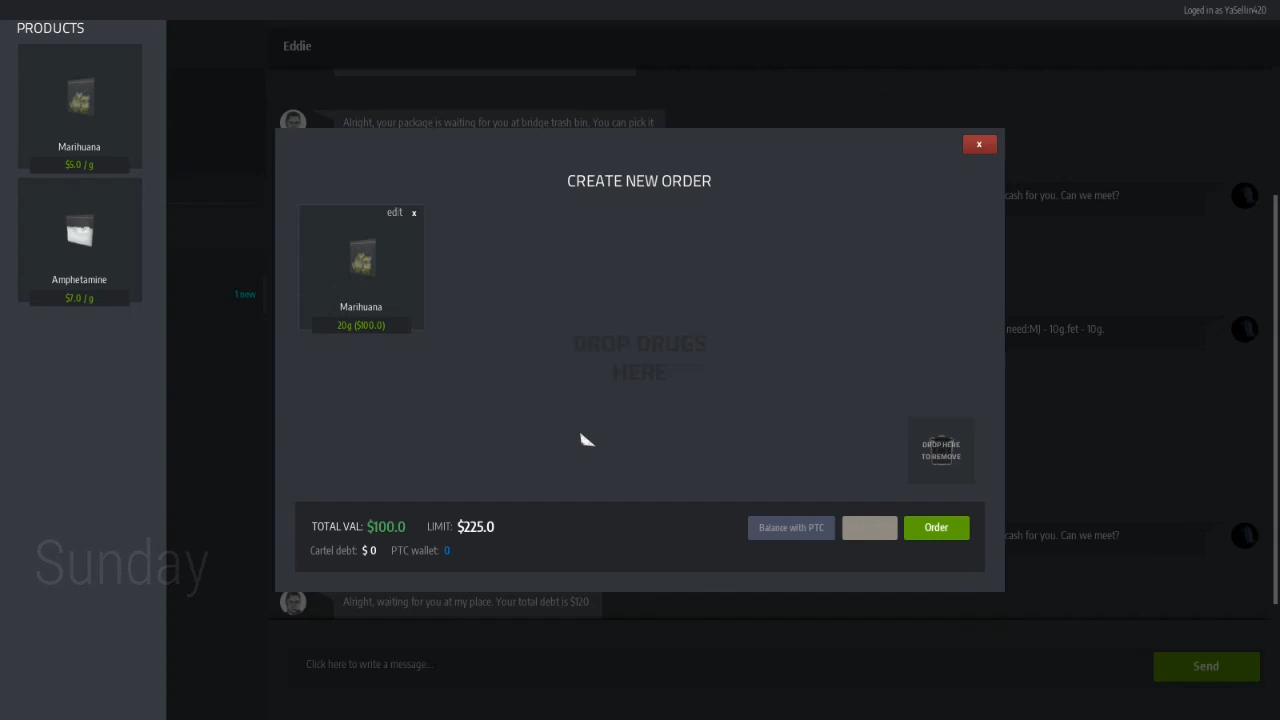 Loged in as YaSellin420
PRODUCTS
Marihuana
$5.0 / g
Amphetamine
$7.0 / g
1 new
Sunday
Eddie
Alright, your package is waiting for you at bridge trash bin. You can pick it
cash for you. Can we meet?
need:MJ - 10g.fet - 10g.
cash for you. Can we meet?
CREATE NEW ORDER
x
edit x
Marihuana
20g ($100.0)
DROP DRUGS
HERE
DROP HERE
TO REMOVE
TOTAL VAL: $100.0 LIMIT: $225.0
Cartel debt: $ 0 PTC wallet: 0
Balance with PTC
Order
Alright, waiting for you at my place. Your total debt is $120
Click here to write a message...
Send